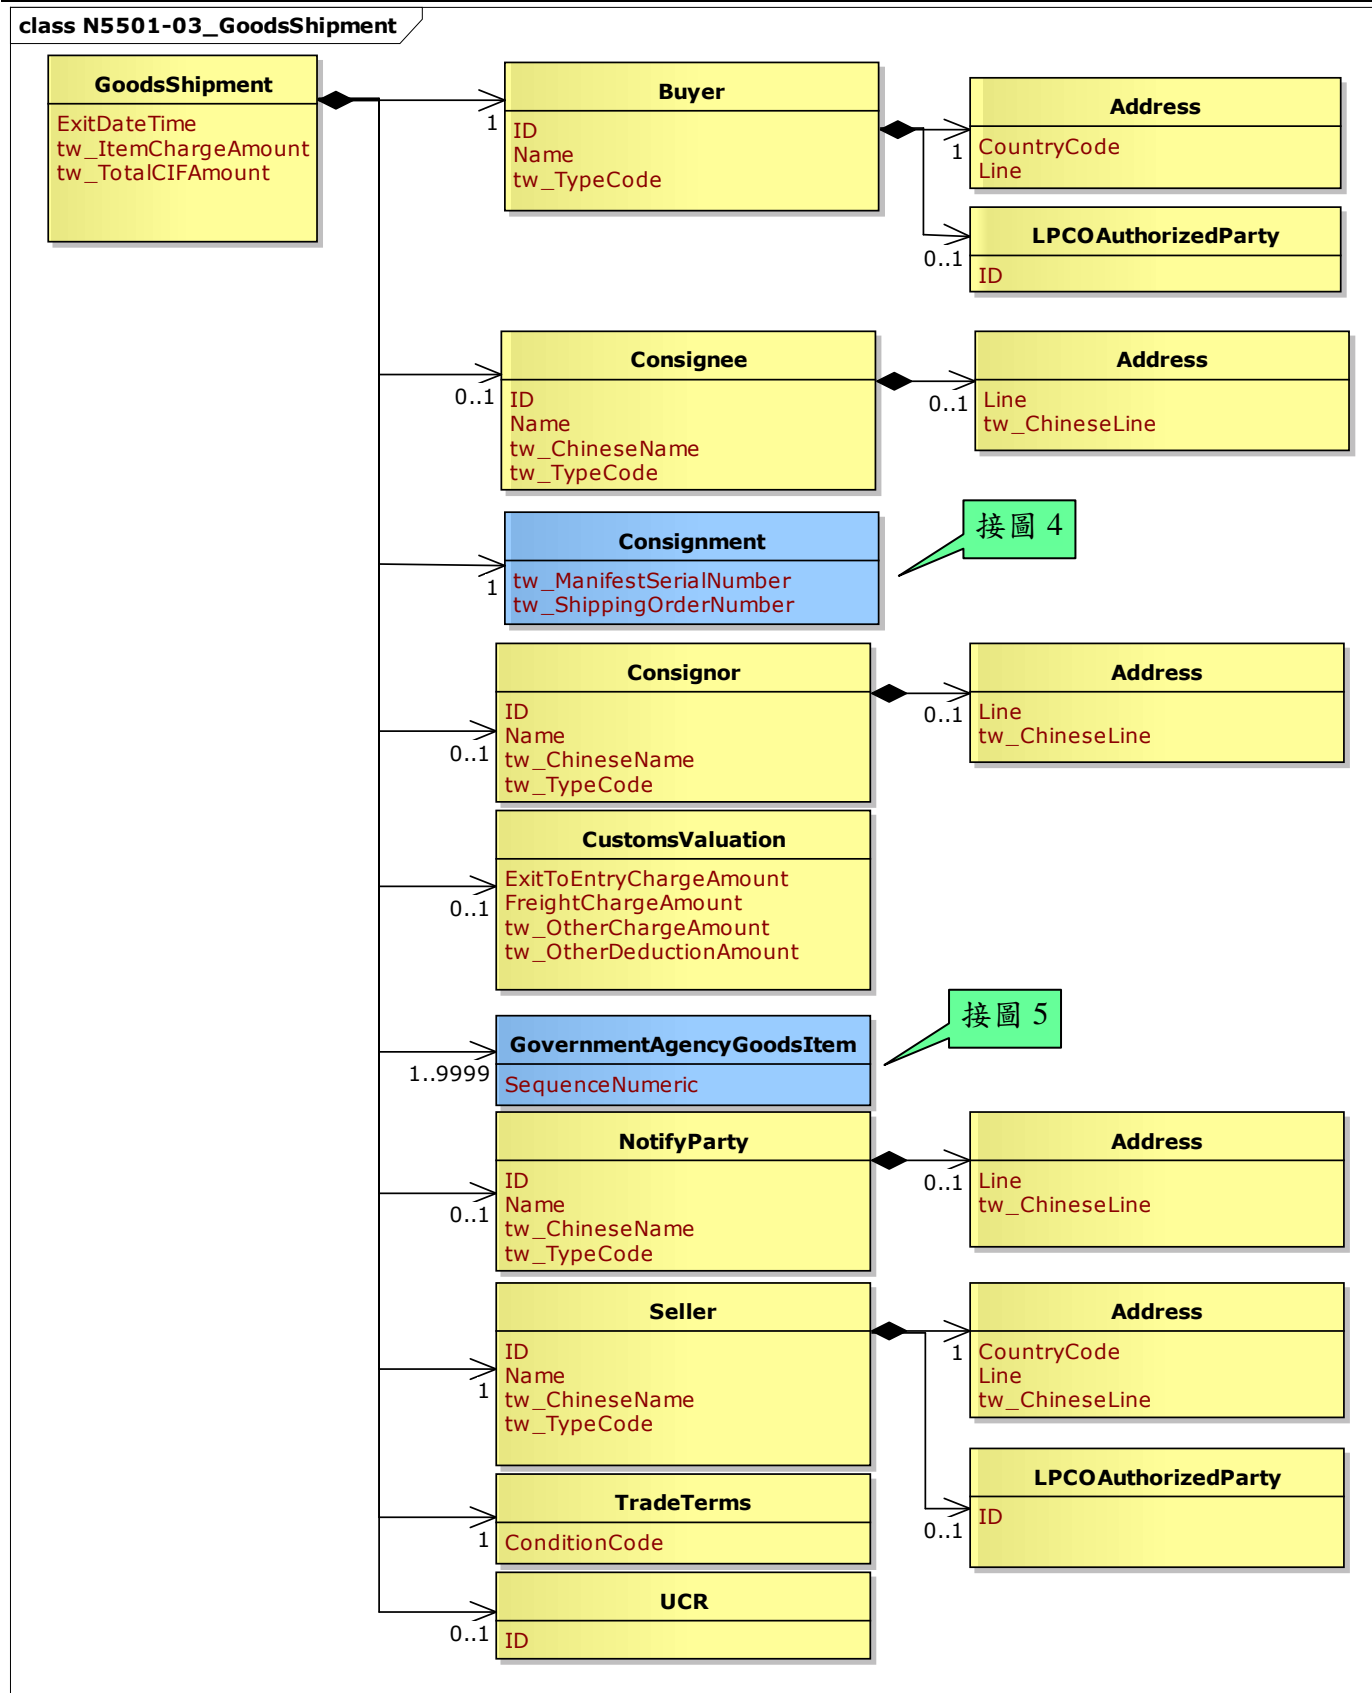 class N5501-03_GoodsShipment
GoodsShipment
ExitDateTime
tw_ItemChargeAmount
tw_TotalCIFAmount
1
Buyer
ID
Name
tw_TypeCode
1
Address
CountryCode
Line
0..1
LPCOAuthorizedParty
ID
0..1
Consignee
ID
Name
tw_ChineseName
tw_TypeCode
0..1
Address
Line
tw_ChineseLine
1
Consignment
tw_ManifestSerialNumber
tw_ShippingOrderNumber
接圖 4
0..1
Consignor
ID
Name
tw_ChineseName
tw_TypeCode
0..1
Address
Line
tw_ChineseLine
0..1
CustomsValuation
ExitToEntryChargeAmount
FreightChargeAmount
tw_OtherChargeAmount
tw_OtherDeductionAmount
1..9999
GovernmentAgencyGoodsItem
SequenceNumeric
接圖 5
0..1
NotifyParty
ID
Name
tw_ChineseName
tw_TypeCode
0..1
Address
Line
tw_ChineseLine
1
Seller
ID
Name
tw_ChineseName
tw_TypeCode
1
Address
CountryCode
Line
tw_ChineseLine
0..1
LPCOAuthorizedParty
ID
1
TradeTerms
ConditionCode
0..1
UCR
ID